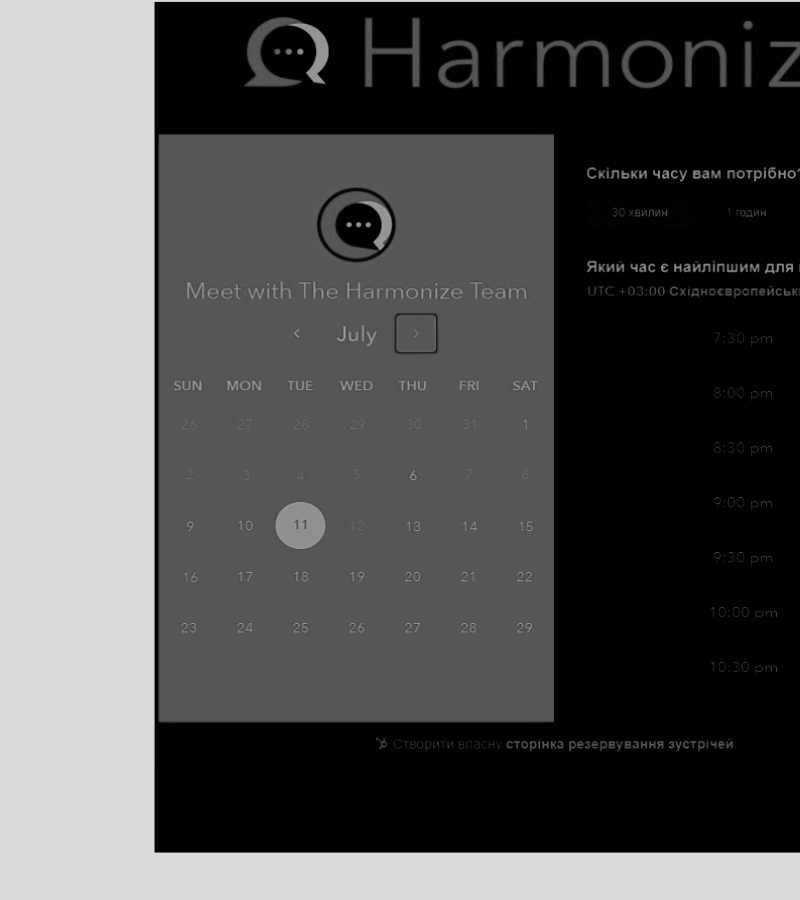 Harmoniz
Meet with The Harmonize Team
July
SUN MON TUE WED THU FRI SAT
26 27 28 29 30 31 1
2 3 4 5 6 7 8
9 10 11 12 13 14 15
16 17 18 19 20 21 22
23 24 25 26 27 28 29
Скільки часу вам потрібно?
30 хвилин 1 годин
Який час є найліпшим для
UTC +03:00 Східноєвропейськ
7:30 pm
8:00 pm
8:30 pm
9:00 pm
9:30 pm
10:00 pm
10:30 pm
Створити власну сторінка резервування зустрічей